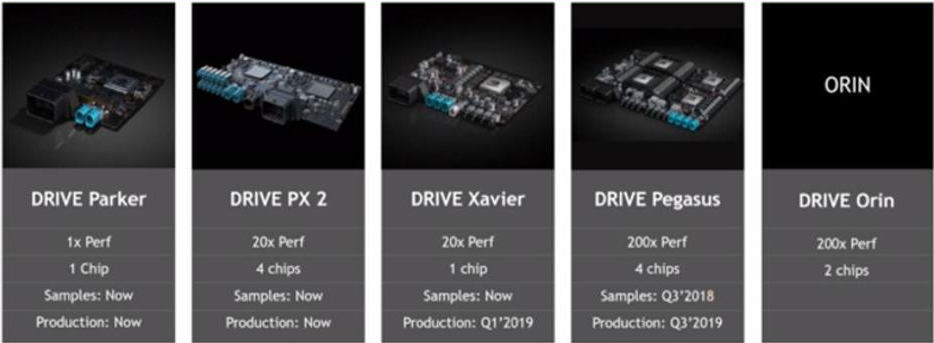 ORIN
DRIVE Parker
1x Perf
1 Chip
Samples: Now
Production: Now
DRIVE PX 2
20x Perf
4 chips
Samples: Now
Production: Now
DRIVE Xavier
20x Perf
1 chip
Samples: Now
Production: Q1'2019
DRIVE Pegasus
200x Perf
4 chips
Samples: Q3'2018
Production: Q3'2019
DRIVE Orin
200x Perf
2 chips